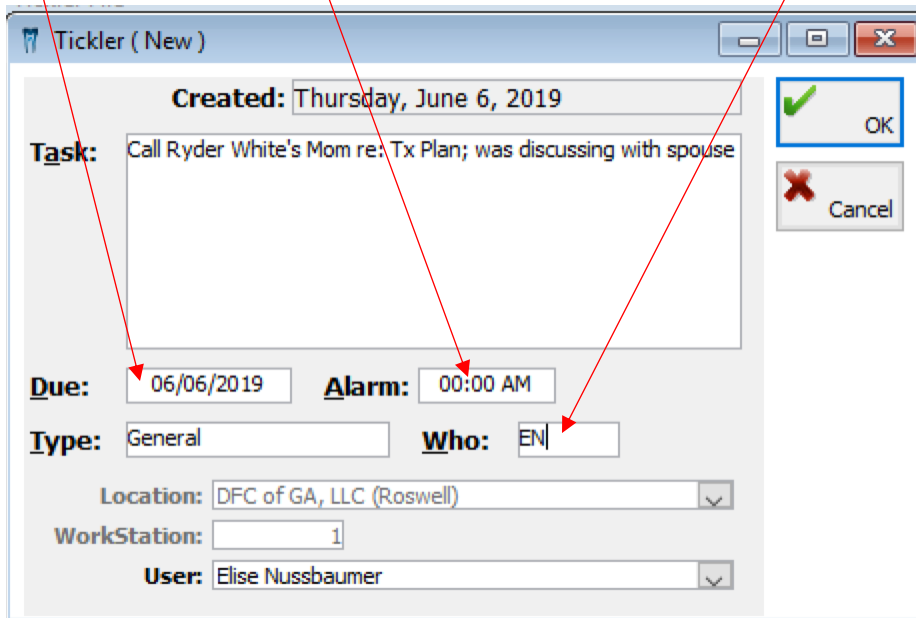 Tickler ( New )
Created: Thursday, June 6, 2019
OK
Task: Call Ryder White's Mom re: Tx Plan; was discussing with spouse
Cancel
Due: 06/06/2019 Alarm: 00:00 AM
Type: General Who: EN
Location: DFC of GA, LLC (Roswell)
WorkStation: 1
User: Elise Nussbaumer